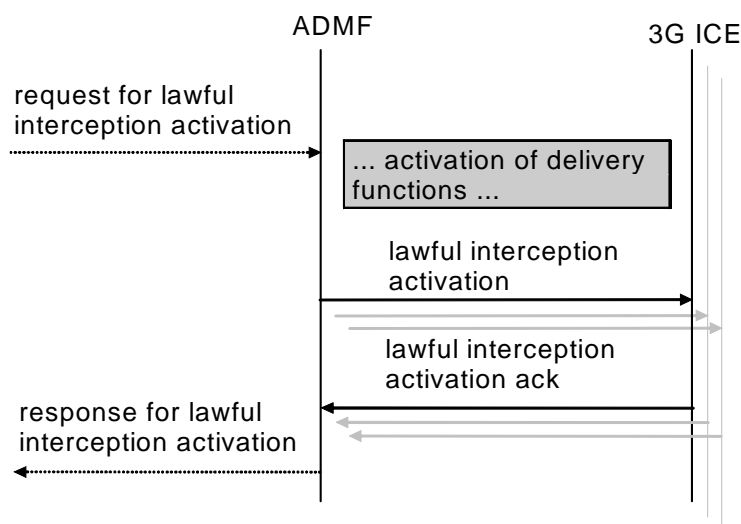 ADMF
3G ICE
request for lawful
interception activation
... activation of delivery
functions ...
lawful interception
activation
lawful interception
activation ack
response for lawful
interception activation